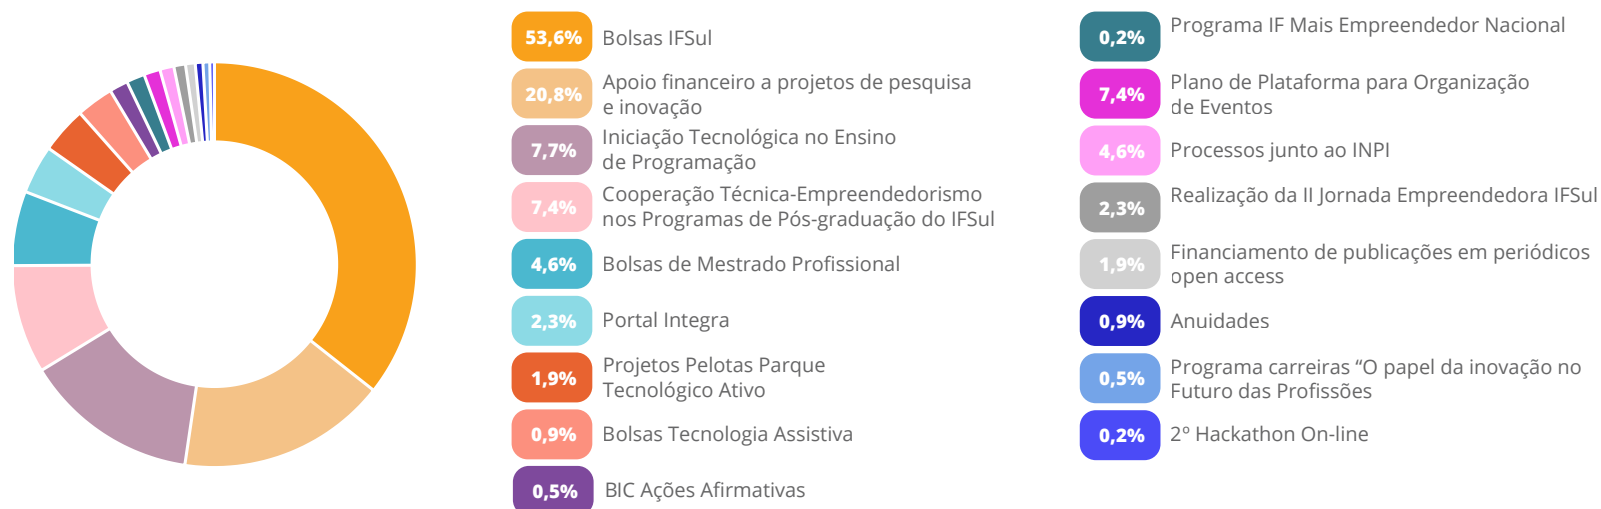 53,6% Bolsas IFSul
20,8% Apoio financeiro a projetos de pesquisa
e inovação
7,7% Iniciação Tecnológica no Ensino
de Programação
7,4% Cooperação Técnica-Empreendedorismo
nos Programas de Pós-graduação do IFSul
4,6% Bolsas de Mestrado Profissional
2,3% Portal Integra
1,9% Projetos Pelotas Parque
Tecnológico Ativo
0,9% Bolsas Tecnologia Assistiva
0,5% BIC Ações Afirmativas
0,2% Programa IF Mais Empreendedor Nacional
7,4% Plano de Plataforma para Organização
de Eventos
4,6% Processos junto ao INPI
2,3% Realização da II Jornada Empreendedora IFSul
1,9% Financiamento de publicações em periódicos
open access
0,9% Anuidades
0,5% Programa carreiras “O papel da inovação no
Futuro das Profissões
0,2% 2º Hackathon On-line